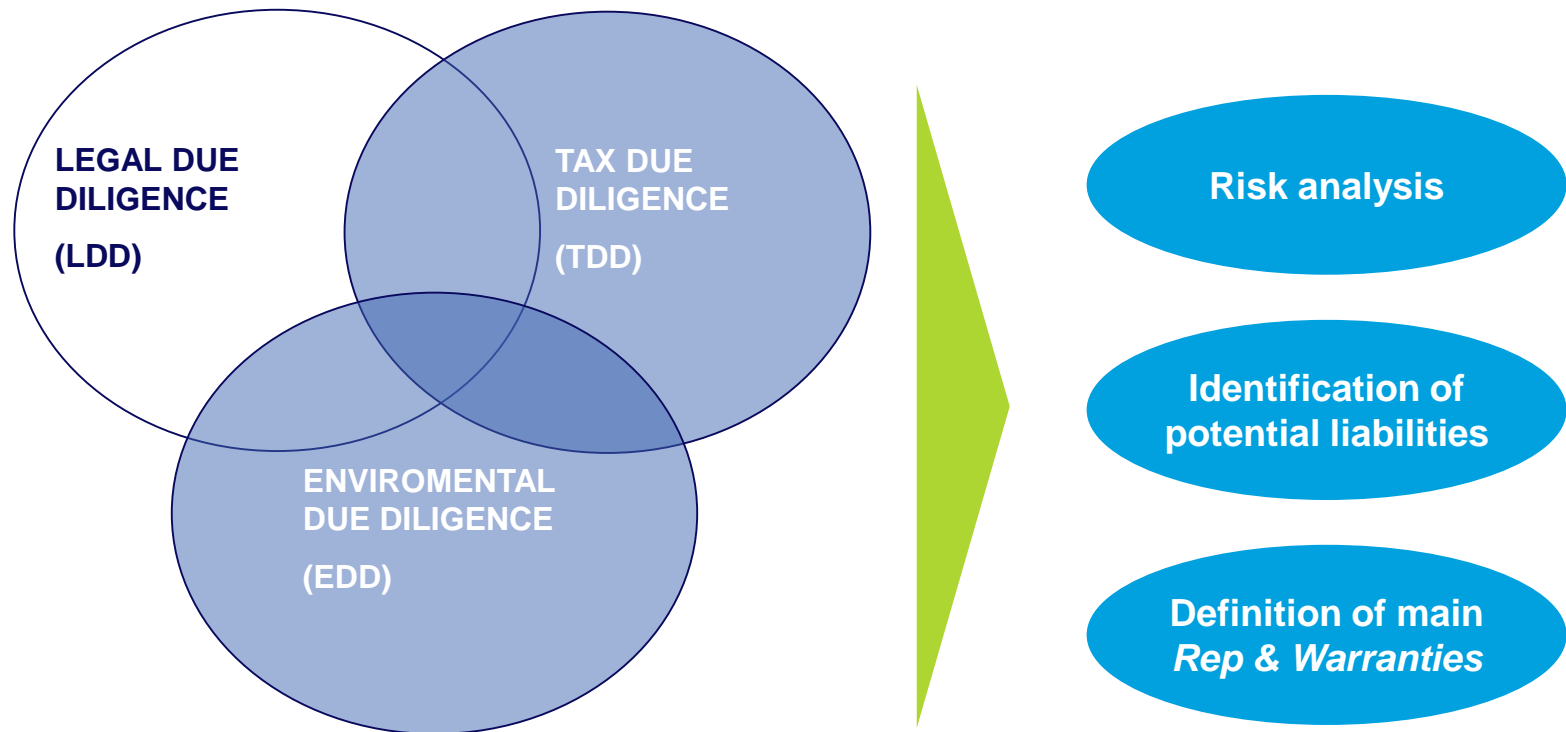 LEGAL DUE
DILIGENCE
(LDD)
TAX DUE
DILIGENCE
(TDD)
ENVIROMENTAL
DUE DILIGENCE
(EDD)
Risk analysis
Identification of
potential liabilities
Definition of main
Rep & Warranties